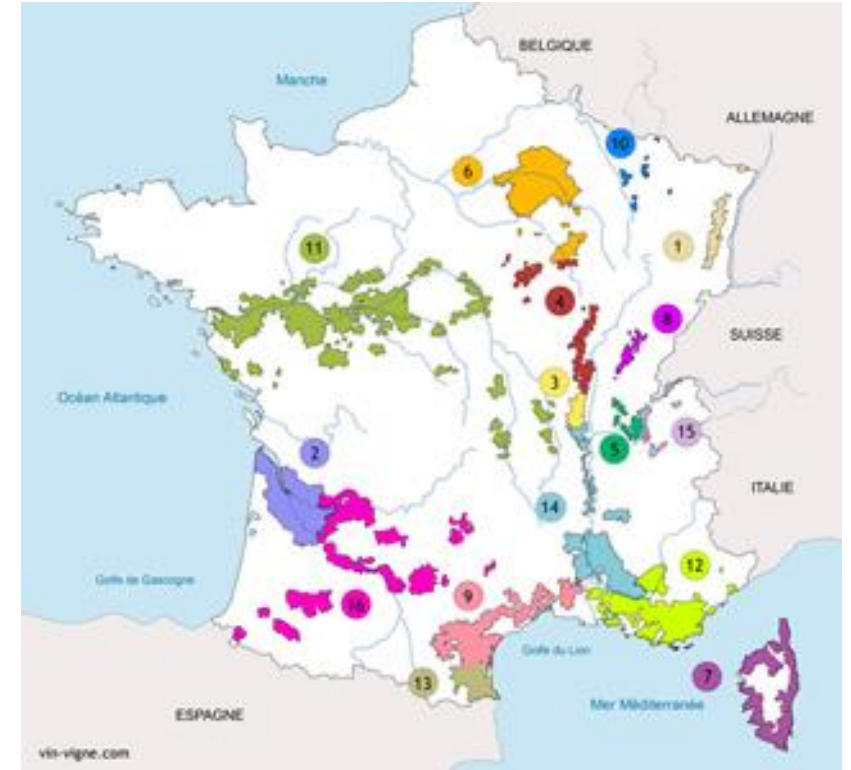 BELGIQUE
Manche
ALLEMAGNE
10
6
1
11
4
8
SUISSE
3
Océan Atlantique
15
2
5
ITALIE
14
12
Golfe de Gascogne
9
16
Golfe du Lion
7
13
Mer Méditerranée
ESPAGNE
vin-vigne.com